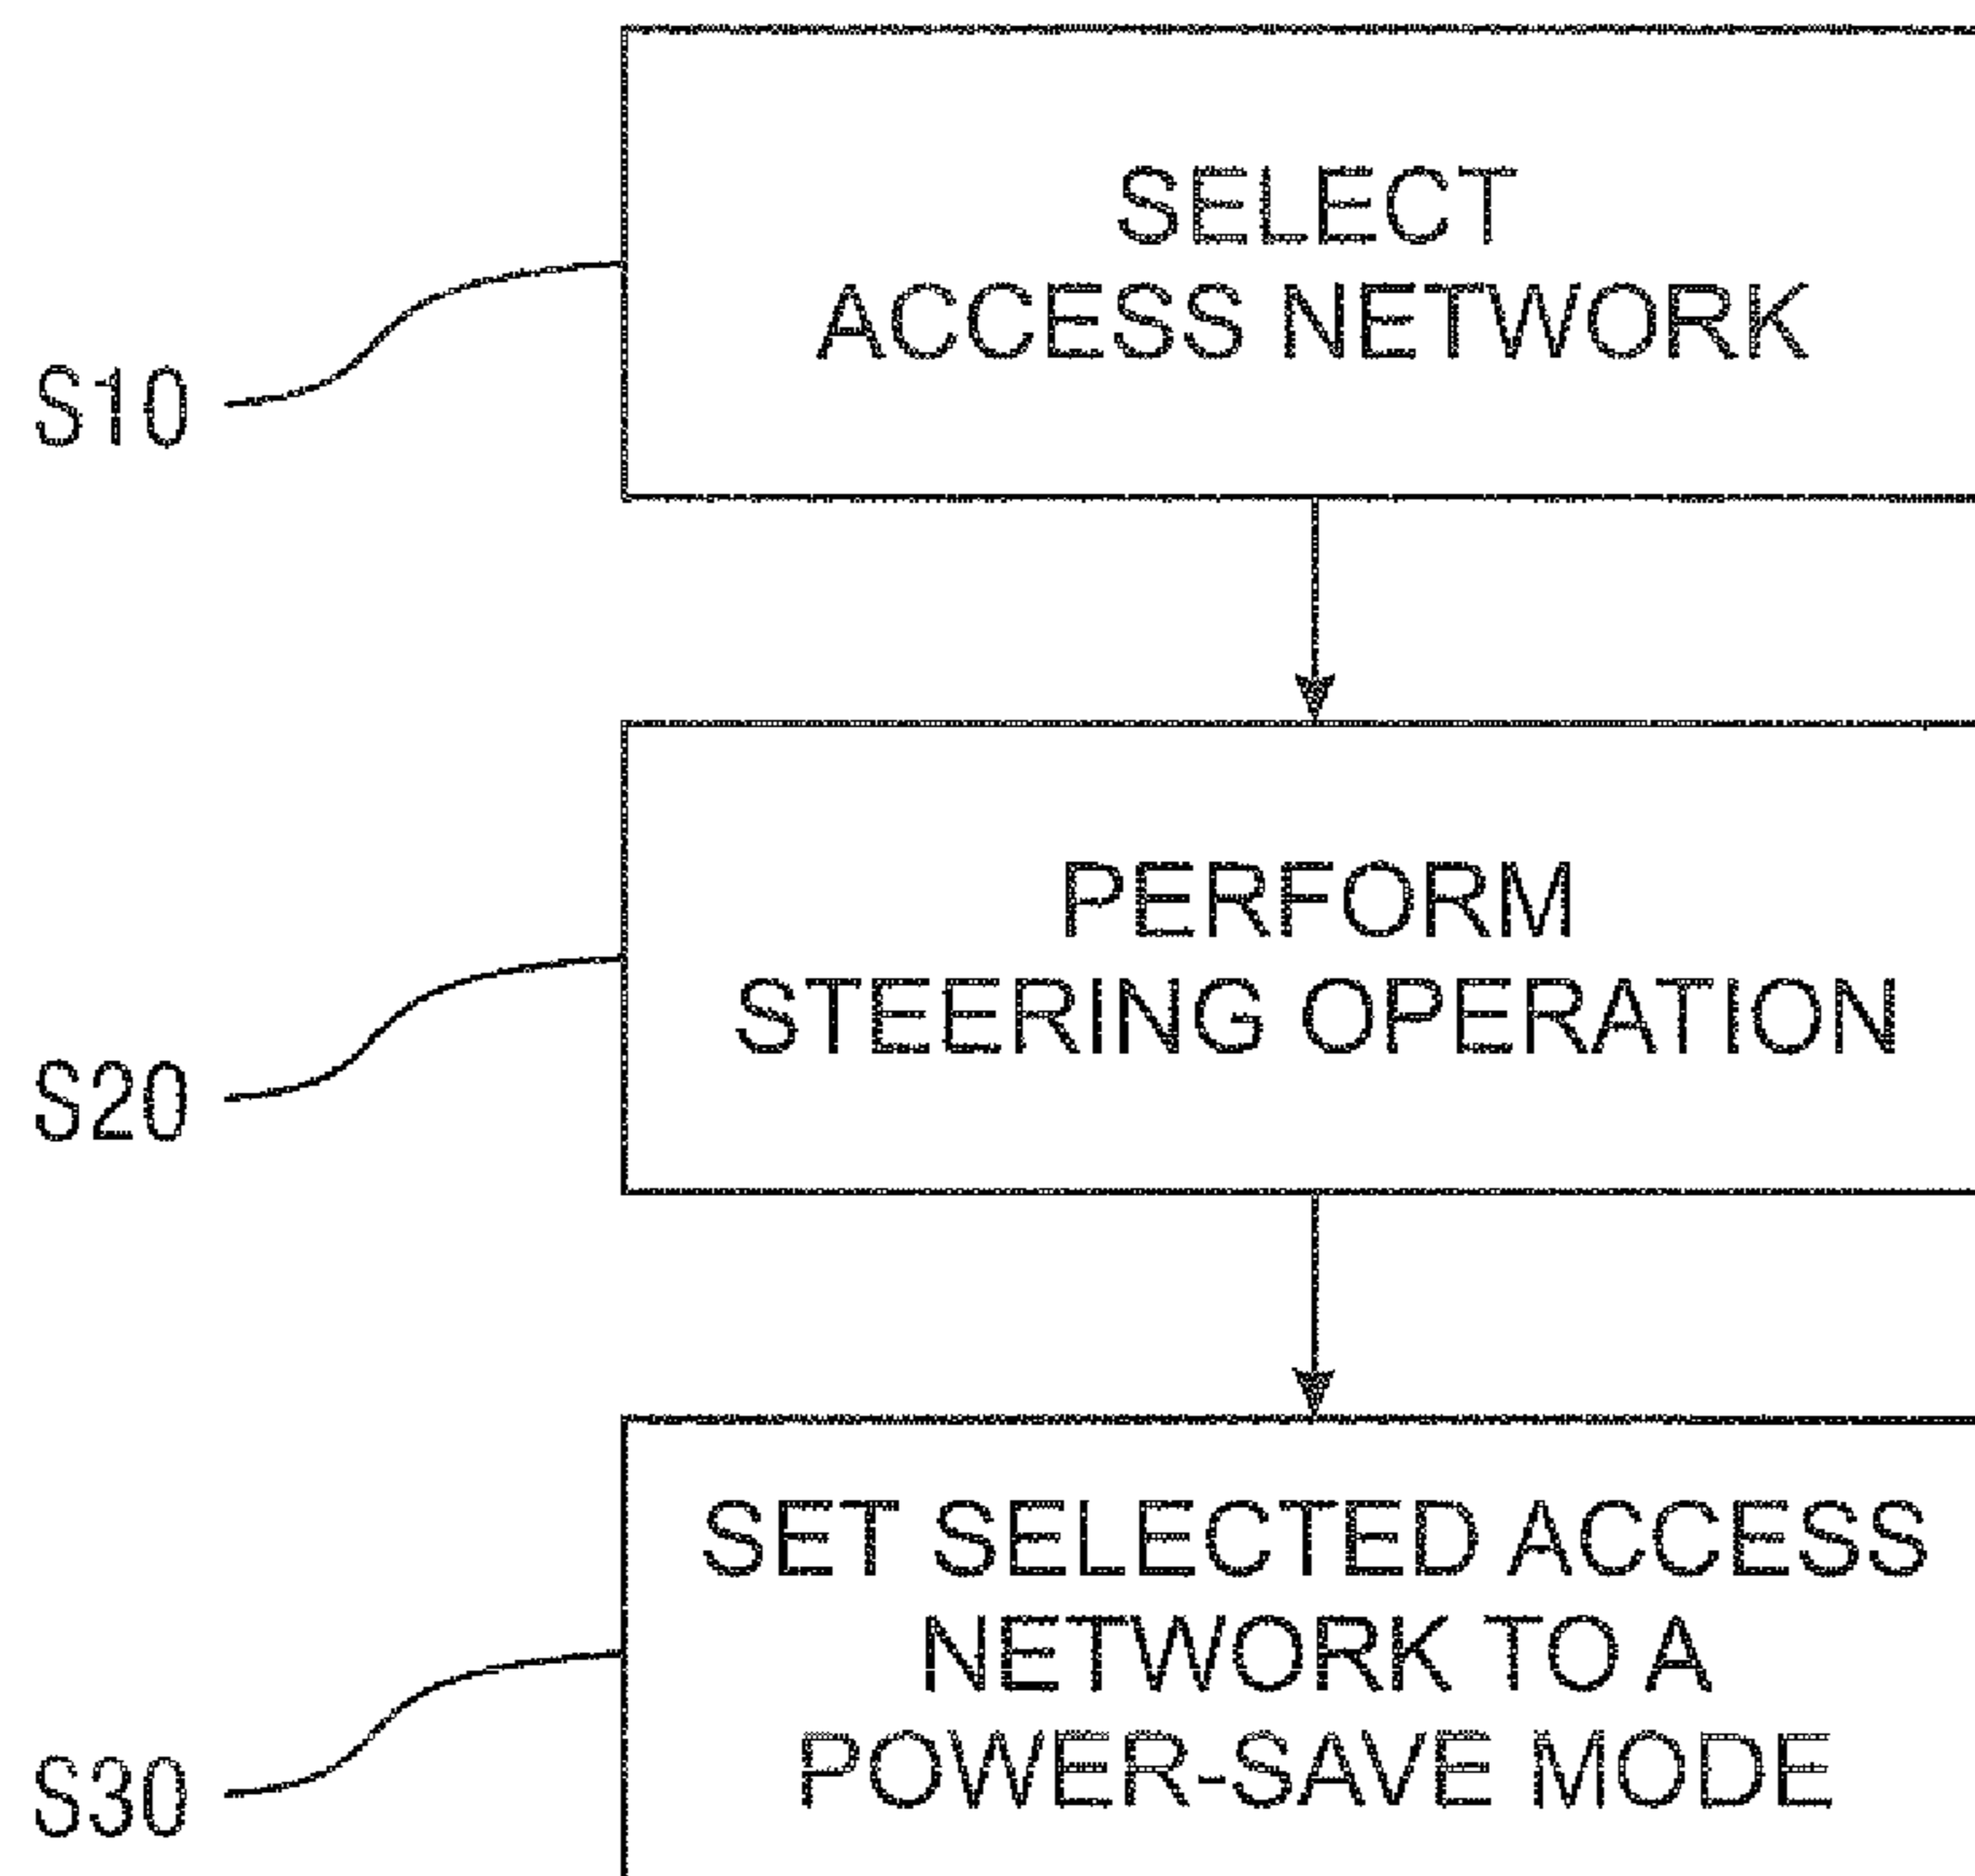 SELECT
ACCESS NETWORK
S10
PERFORM
STEERING OPERATION
S20
SET SELECTED ACCESS
NETWORK TO A
POWER-SAVE MODE
S30